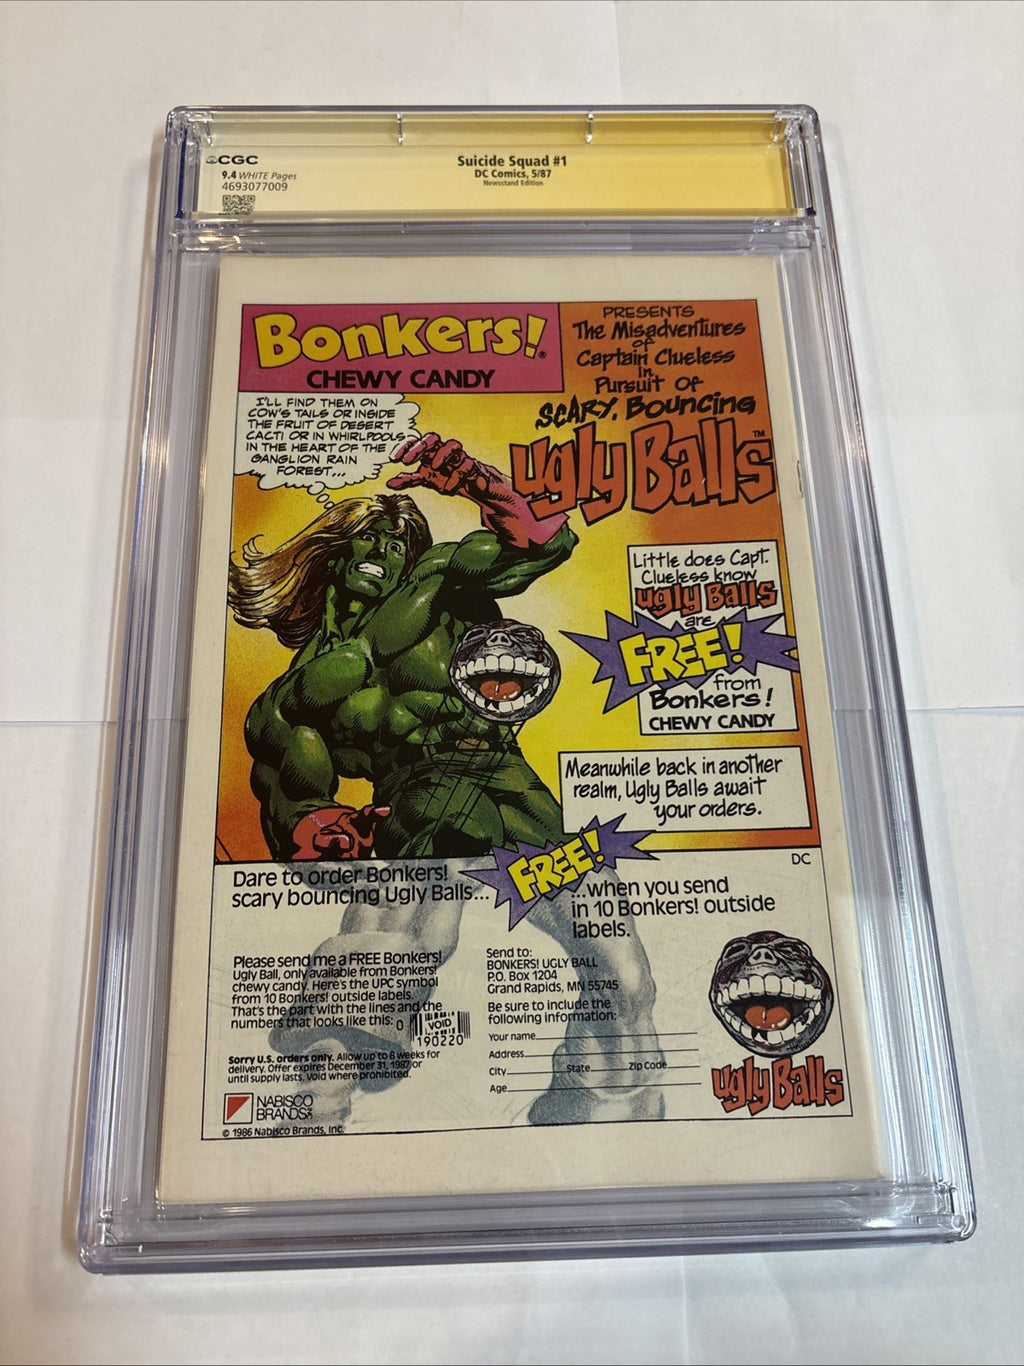 CGC
9.4 WHITE Pages
4693077009
Suicide Squad #1
DC Comics, 5/87
Newsstand Edition
Bonkers!®
CHEWY CANDY
PRESENTS
The Misadventures
of
Captain Clueless
in
Pursuit Of
SCARY, Bouncing
Ugly Balls™
I'LL FIND THEM ON
COW'S TAILS OR INSIDE
THE FRUIT OF DESERT
CACTI OR IN WHIRLPOOLS
IN THE HEART OF THE
GANGLION RAIN
FOREST...
Little does Capt.
Clueless know
Ugly Balls
are
FREE!
from
Bonkers!
CHEWY CANDY
Meanwhile back in another
realm, Ugly Balls await
your orders.
DC
Dare to order Bonkers!
scary bouncing Ugly Balls...
FREE!
...when you send
in 10 Bonkers! outside
labels.
Please send me a FREE Bonkers!
Ugly Ball, only available from Bonkers!
chewy candy. Here's the UPC symbol
from 10 Bonkers! outside labels.
That's the part with the lines and the
numbers that looks like this:
0
VOID
190220
Sorry U.S. orders only. Allow up to 8 weeks for
delivery. Offer expires December 31, 1987 or
until supply lasts. Void where prohibited.
NABISCO
BRANDS
© 1986 Nabisco Brands, Inc.
Send to:
BONKERS! UGLY BALL
P.O. Box 1204
Grand Rapids, MN 55745
Be sure to include the
following information:
Your name
Address
City State Zip Code
Age
Ugly Balls